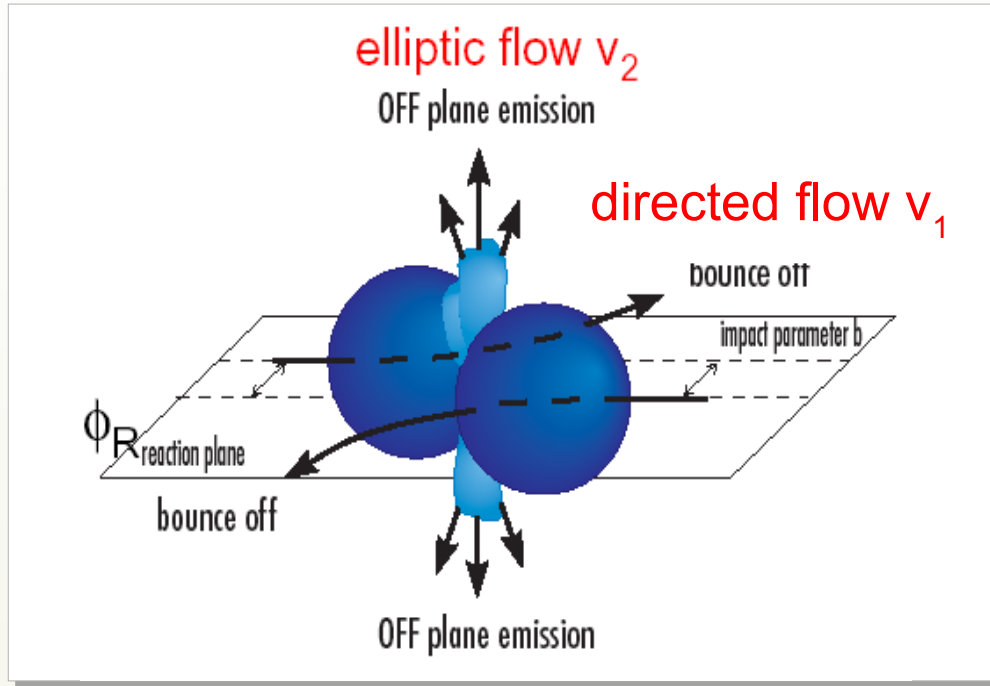 elliptic flow v₂
OFF plane emission
directed flow v₁
bounce off
impact parameter b
ϕR reaction plane
bounce off
OFF plane emission